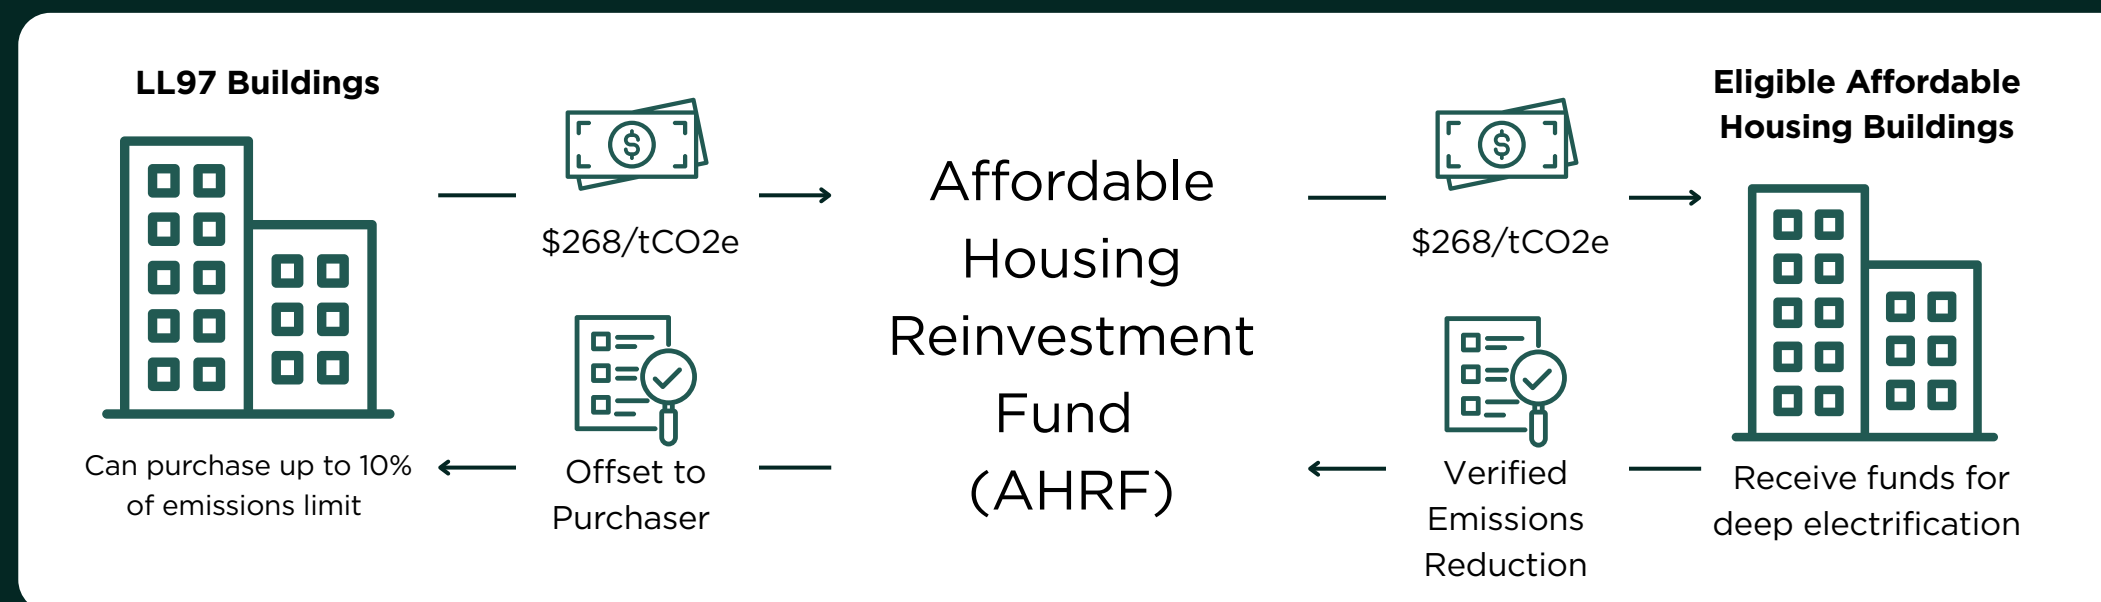 LL97 Buildings
$268/tCO2e
Can purchase up to 10%
of emissions limit
Offset to
Purchaser
Affordable
Housing
Reinvestment
Fund
(AHRF)
$268/tCO2e
Verified
Emissions
Reduction
Eligible Affordable
Housing Buildings
Receive funds for
deep electrification